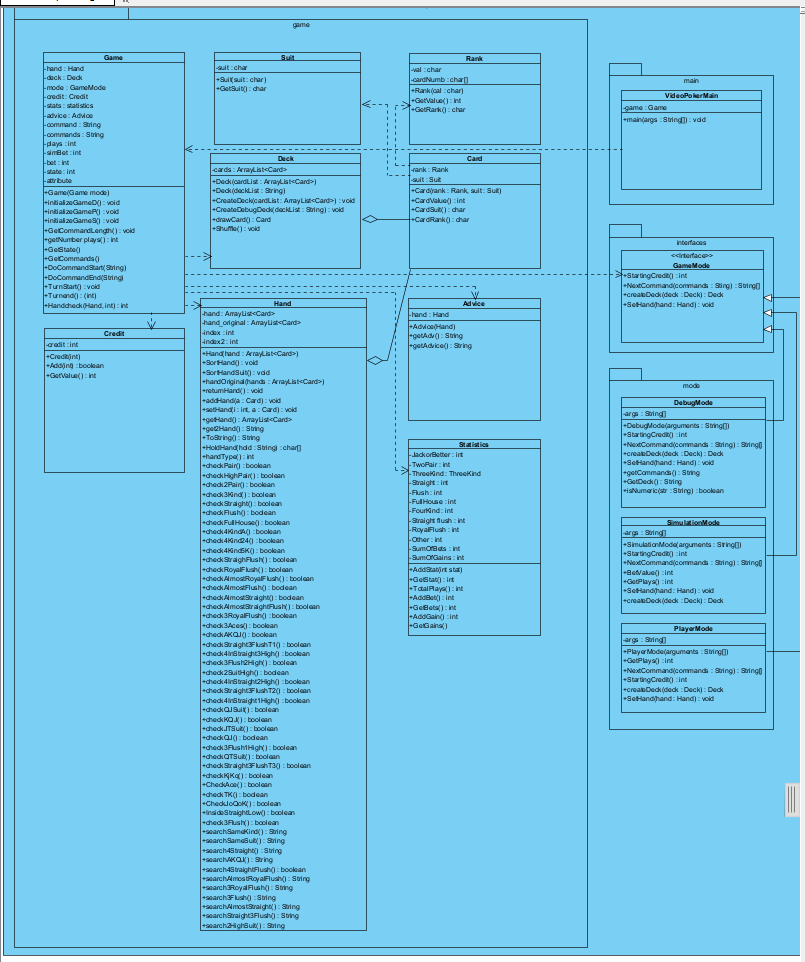 game
Game
-hand : Hand
-deck : Deck
-mode : GameMode
-credit : Credit
-stats : statistics
-advice : Advice
-command : String
-commands : String
-plays : int
-simBet : int
-bet : int
-state : int
-attribute
+Game(Game mode)
+initializeGameD() : void
+initializeGameP() : void
+initializeGameS() : void
+GetCommandLength() : void
+getNumber plays() : int
+GetState()
+GetCommands()
+DoCommandStart(String)
+DoCommandEnd(String)
+TurnStart() : void
+Turnend() : (int)
+Handcheck(Hand, int) : int
Credit
-credit : int
+Credit(int)
+Add(int) : boolean
+GetValue() : int
Suit
-suit : char
+Suit(suit : char)
+GetSuit() : char
Deck
-cards : ArrayList<Card>
+Deck(cardList : ArrayList<Card>)
+Deck(deckList : String)
+CreateDeck(cardList : ArrayList<Card>) : void
+CreateDebugDeck(deckList : String) : void
+drawCard() : Card
+Shuffle() : void
Hand
-hand : ArrayList<Card>
-hand_original : ArrayList<Card>
-index : int
-index2 : int
+Hand(hand : ArrayList<Card>)
+SortHand() : void
+SortHandSuit() : void
+handOriginal(hands : ArrayList<Card>)
+returnHand() : void
+addHand(a : Card) : void
+setHand(i : int, a : Card) : void
+getHand() : ArrayList<Card>
+get2Hand() : String
+ToString() : String
+HoldHand(hold : String) : char[]
+handType() : int
+checkPair() : boolean
+checkHighPair() : boolean
+check2Pair() : boolean
+check3Kind() : boolean
+checkStraight() : boolean
+checkFlush() : boolean
+checkFullHouse() : boolean
+check4KindA() : boolean
+check4Kind24() : boolean
+check4Kind5K() : boolean
+checkStraighFlush() : boolean
+checkRoyalFlush() : boolean
+checkAlmostRoyalFlush() : boolean
+checkAlmostFlush() : boolean
+checkAlmostStraight() : boolean
+checkAlmostStraightFlush() : boolean
+check3RoyalFlush() : boolean
+check3Aces() : boolean
+checkAKQJ() : boolean
+checkStraight3FlushT1() : boolean
+check4InStraight3High() : boolean
+check3Flush2High() : boolean
+check2SuitHigh() : boolean
+check4InStraight2High() : boolean
+checkStraight3FlushT2() : boolean
+check4InStraight1High() : boolean
+checkQJSuit() : boolean
+checkKQJ() : boolean
+checkJTSuit() : boolean
+checkQJ() : boolean
+check3Flush1High() : boolean
+checkQTSuit() : boolean
+checkStraight3FlushT3() : boolean
+checkKjKq() : boolean
+CheckAce() : boolean
+checkTK() : boolean
+CheckJoQoK() : boolean
+InsideStraightLow() : boolean
+check3Flush() : boolean
+searchSameKind() : String
+searchSameSuit() : String
+search4Straight() : String
+searchAKQJ() : String
+search4StraightFlush() : boolean
+searchAlmostRoyalFlush() : String
+search3RoyalFlush() : String
+search3Flush() : String
+searchAlmostStraight() : String
+searchStraight3Flush() : String
+search2HighSuit() : String
Rank
-val : char
-cardNumb : char[]
+Rank(cal : char)
+GetValue() : int
+GetRank() : char
Card
-rank : Rank
-suit : Suit
+Card(rank : Rank, suit : Suit)
+CardValue() : int
+CardSuit() : char
+CardRank() : char
Advice
-hand : Hand
+Advice(Hand)
+getAdv() : String
+getAdvice() : String
Statistics
-JackorBetter : int
-TwoPair : int
-ThreeKind : ThreeKind
-Straight : int
-Flush : int
-FullHouse : int
-FourKind : int
-Straight flush : int
-RoyalFlush : int
-Other : int
-SumOfBets : int
-SumOfGains : int
+AddStat(int stat)
+GetStat() : int
+TotalPlays() : int
+AddBet() : int
+GetBets() : int
+AddGain() : int
+GetGains()
main
VideoPokerMain
-game : Game
+main(args : String[]) : void
interfaces
<<Interface>>
GameMode
+StartingCredit() : int
+NextCommand(commands : Strng) : String[]
+createDeck(deck : Deck) : Deck
+SetHand(hand : Hand) : void
mode
DebugMode
-args : String[]
+DebugMode(arguments : String[])
+StartingCredit() : int
+NextCommand(commands : String) : String[]
+createDeck(deck : Deck) : Deck
+SetHand(hand : Hand) : void
+getCommands() : String
+GetDeck() : String
+isNumeric(str : String) : boolean
SimulationMode
-args : String[]
+SimulationMode(arguments : String[])
+StartingCredit() : int
+NextCommand(commands : String) : String[]
+BetValue() : int
+GetPlays() : int
+SetHand(hand : Hand) : void
+createDeck(deck : Deck) : Deck
PlayerMode
-args : String[]
+PlayerMode(arguments : String[])
+GetPlays() : int
+NextCommand(commands : String) : String[]
+StartingCredit() : int
+createDeck(deck : Deck) : Deck
+SetHand(hand : Hand) : void